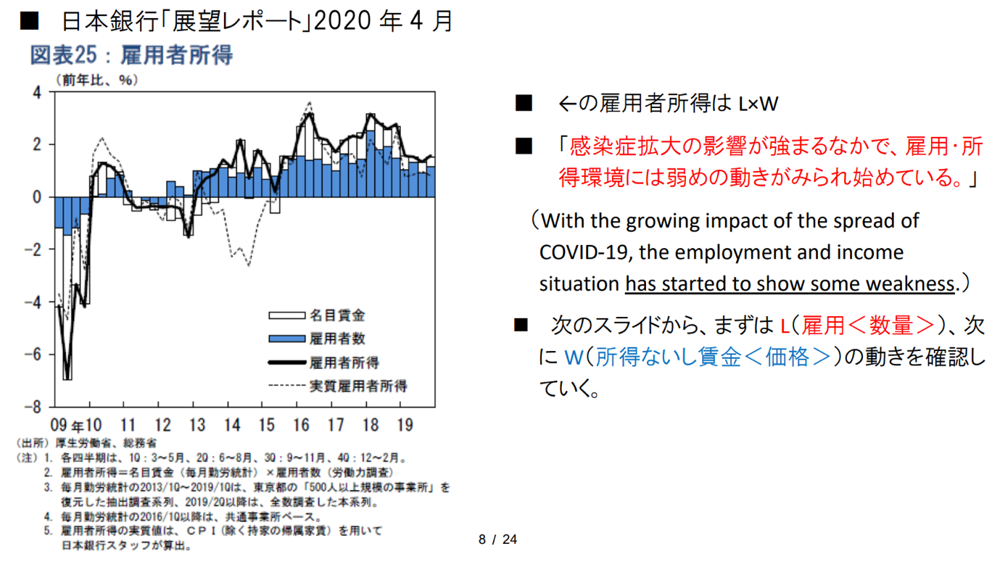 ■ 日本銀行「展望レポート」2020 年 4 月
図表25：雇用者所得
（前年比、％）
4
2
0
-2
-4
-6
-8
名目賃金
雇用者数
雇用者所得
実質雇用者所得
09 年 10 11 12 13 14 15 16 17 18 19
（出所）厚生労働省、総務省
（注）1. 各四半期は、1Q：3～5月、2Q：6～8月、3Q：9～11月、4Q：12～2月。
2. 雇用者所得＝名目賃金（毎月勤労統計）×雇用者数（労働力調査）
3. 毎月勤労統計の2013/1Q～2019/1Qは、東京都の「500人以上規模の事業所」を
復元した抽出調査系列、2019/2Q以降は、全数調査した本系列。
4. 毎月勤労統計の2016/1Q以降は、共通事業所ベース。
5. 雇用者所得の実質値は、ＣＰＩ（除く持家の帰属家賃）を用いて
日本銀行スタッフが算出。
■ ←の雇用者所得は L×W
■ 「感染症拡大の影響が強まるなかで、雇用・所
得環境には弱めの動きがみられ始めている。」
（With the growing impact of the spread of
COVID-19, the employment and income
situation has started to show some weakness.）
■ 次のスライドから、まずは L（雇用＜数量＞）、次
に W（所得ないし賃金＜価格＞）の動きを確認し
ていく。
8 / 24